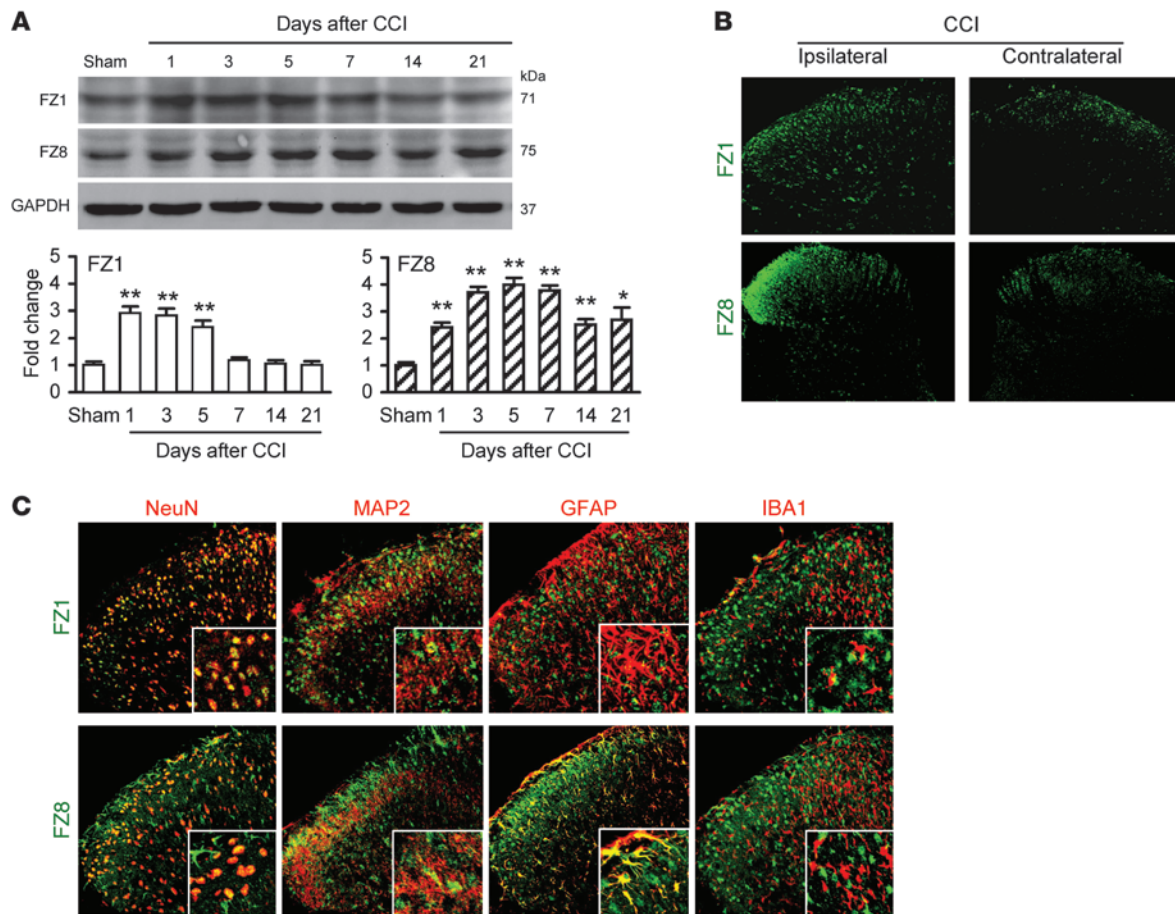 A
Days after CCI
Sham 1 3 5 7 14 21
kDa
FZ1 71
FZ8 75
GAPDH 37
Fold change
5
4
3
2
1
0
FZ1
** ** **
Sham 1 3 5 7 14 21
Days after CCI
5
4
3
2
1
0
FZ8
** ** ** ** ** *
Sham 1 3 5 7 14 21
Days after CCI
B
CCI
Ipsilateral Contralateral
FZ1
FZ8
C
NeuN MAP2 GFAP IBA1
FZ1
FZ8